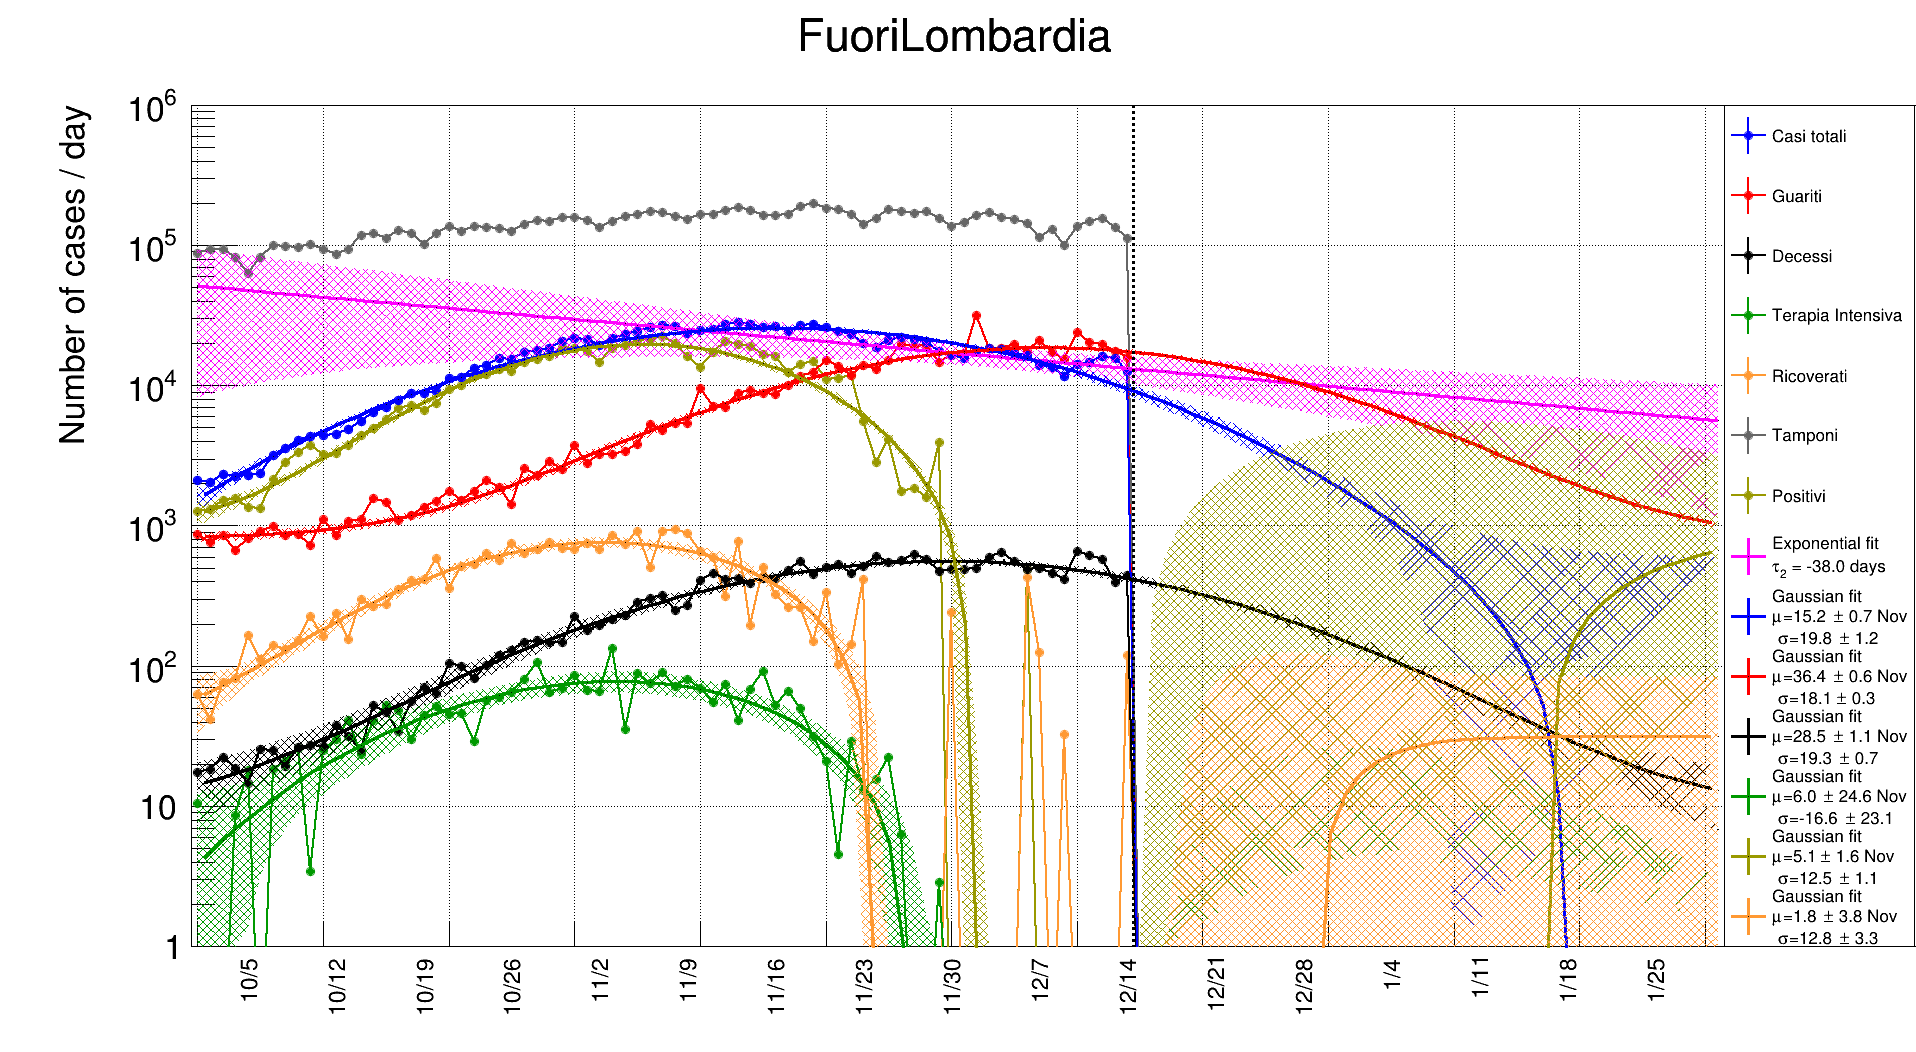 FuoriLombardia
Number of cases / day
10^6
10^5
10^4
10^3
10^2
10
1
10/5
10/12
10/19
10/26
11/2
11/9
11/16
11/23
11/30
12/7
12/14
12/21
12/28
1/4
1/11
1/18
1/25
Casi totali
Guariti
Decessi
Terapia Intensiva
Ricoverati
Tamponi
Positivi
Exponential fit
τ₂ = -38.0 days
Gaussian fit
μ=15.2 ± 0.7 Nov
σ=19.8 ± 1.2
Gaussian fit
μ=36.4 ± 0.6 Nov
σ=18.1 ± 0.3
Gaussian fit
μ=28.5 ± 1.1 Nov
σ=19.3 ± 0.7
Gaussian fit
μ=6.0 ± 24.6 Nov
σ=-16.6 ± 23.1
Gaussian fit
μ=5.1 ± 1.6 Nov
σ=12.5 ± 1.1
Gaussian fit
μ=1.8 ± 3.8 Nov
σ=12.8 ± 3.3